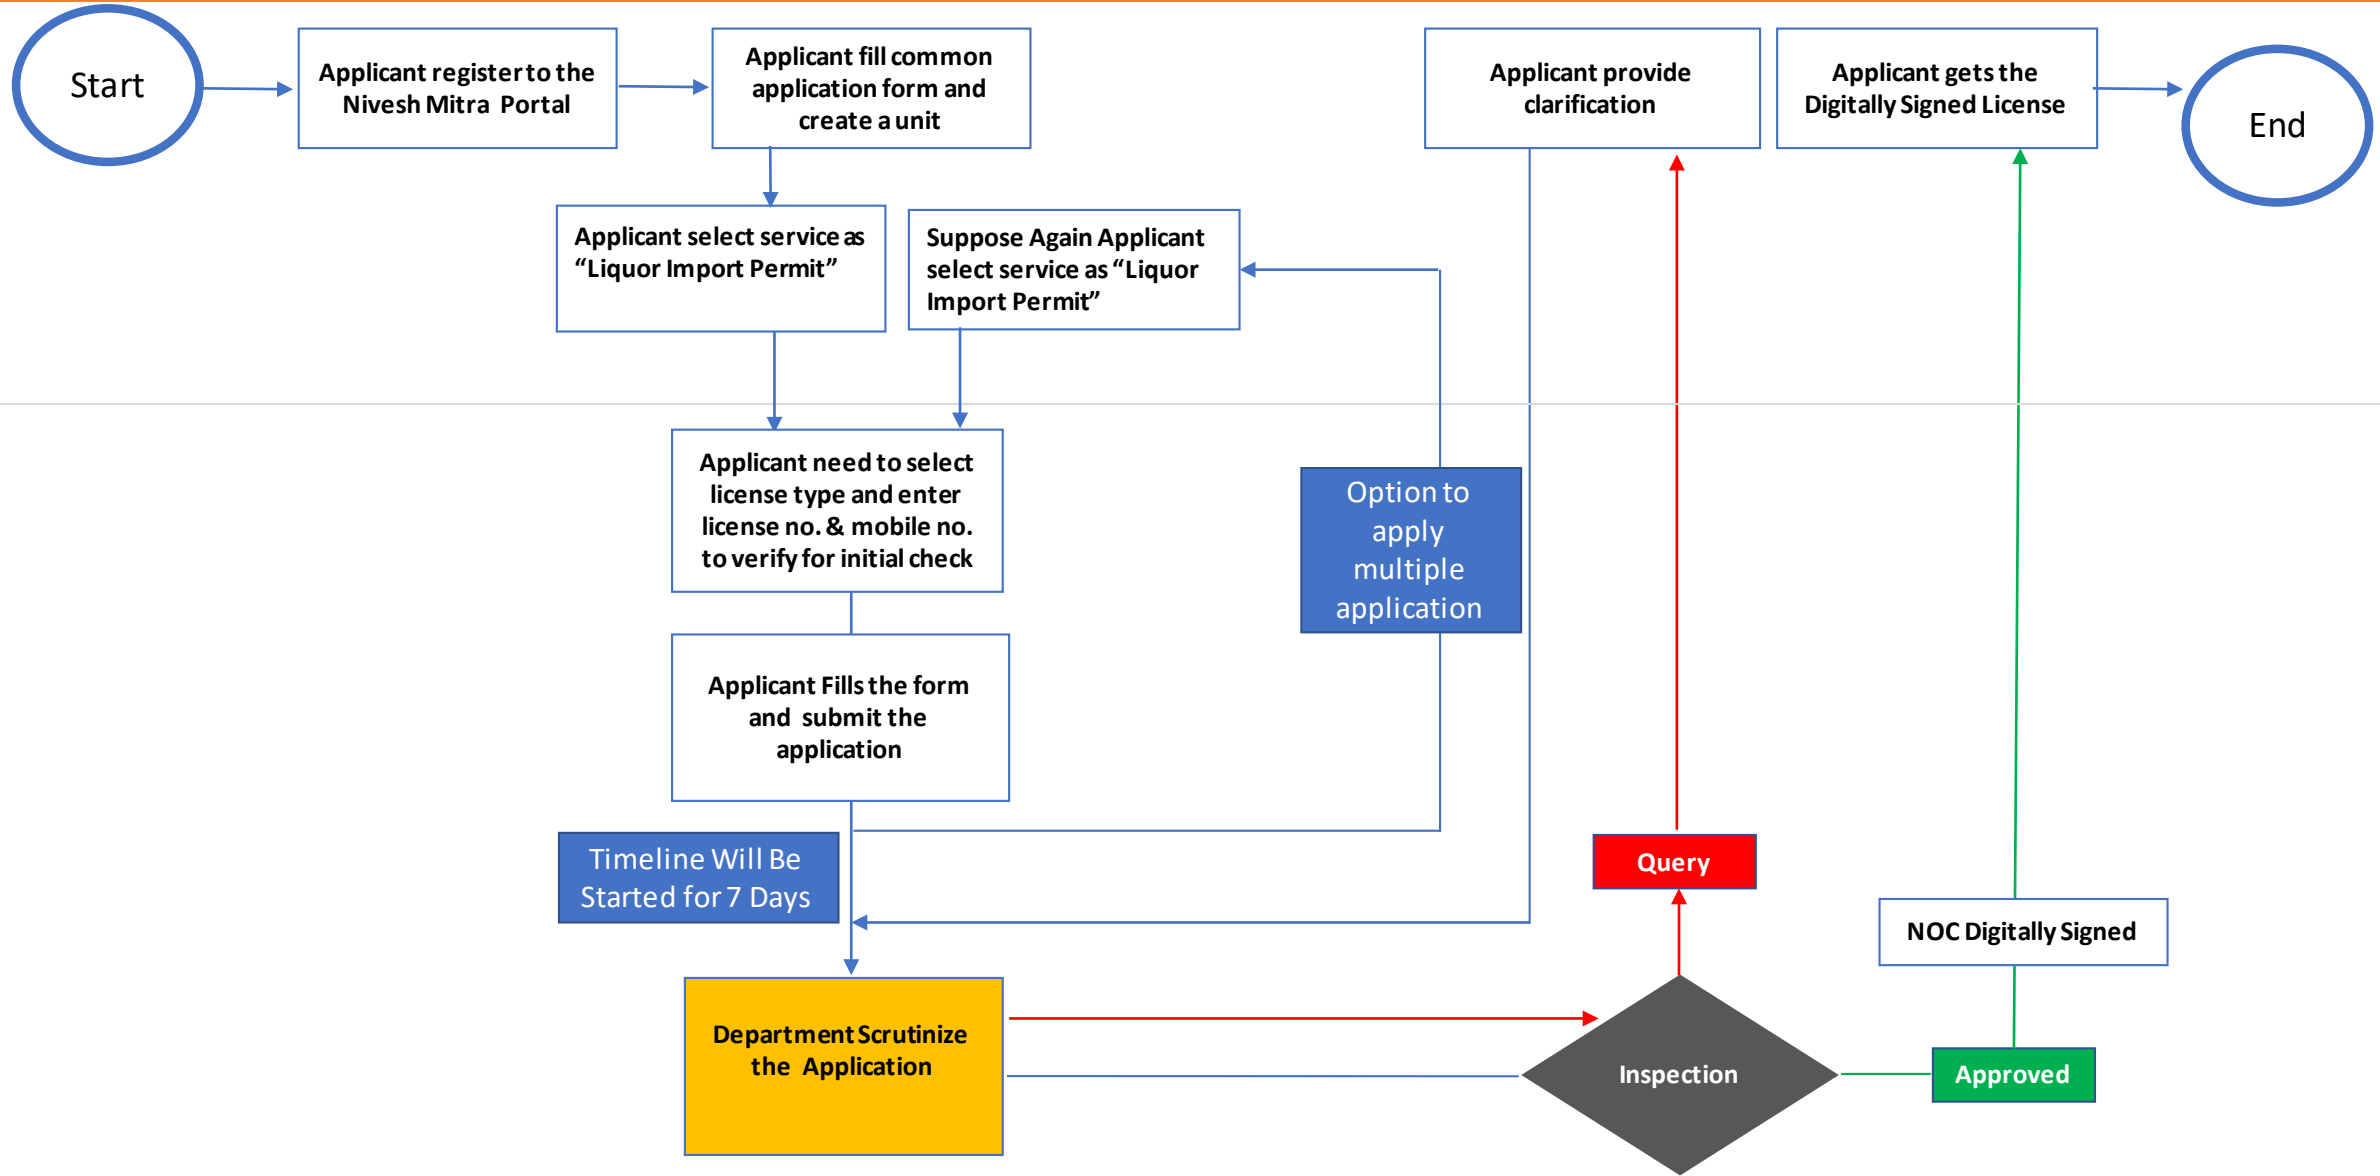 Start
Applicant register to the
Nivesh Mitra Portal
Applicant fill common
application form and
create a unit
Applicant provide
clarification
Applicant gets the
Digitally Signed License
End
Applicant select service as
“Liquor Import Permit”
Suppose Again Applicant
select service as “Liquor
Import Permit”
Applicant need to select
license type and enter
license no. & mobile no.
to verify for initial check
Option to
apply
multiple
application
Applicant Fills the form
and submit the
application
Timeline Will Be
Started for 7 Days
Query
NOC Digitally Signed
Department Scrutinize
the Application
Inspection
Approved